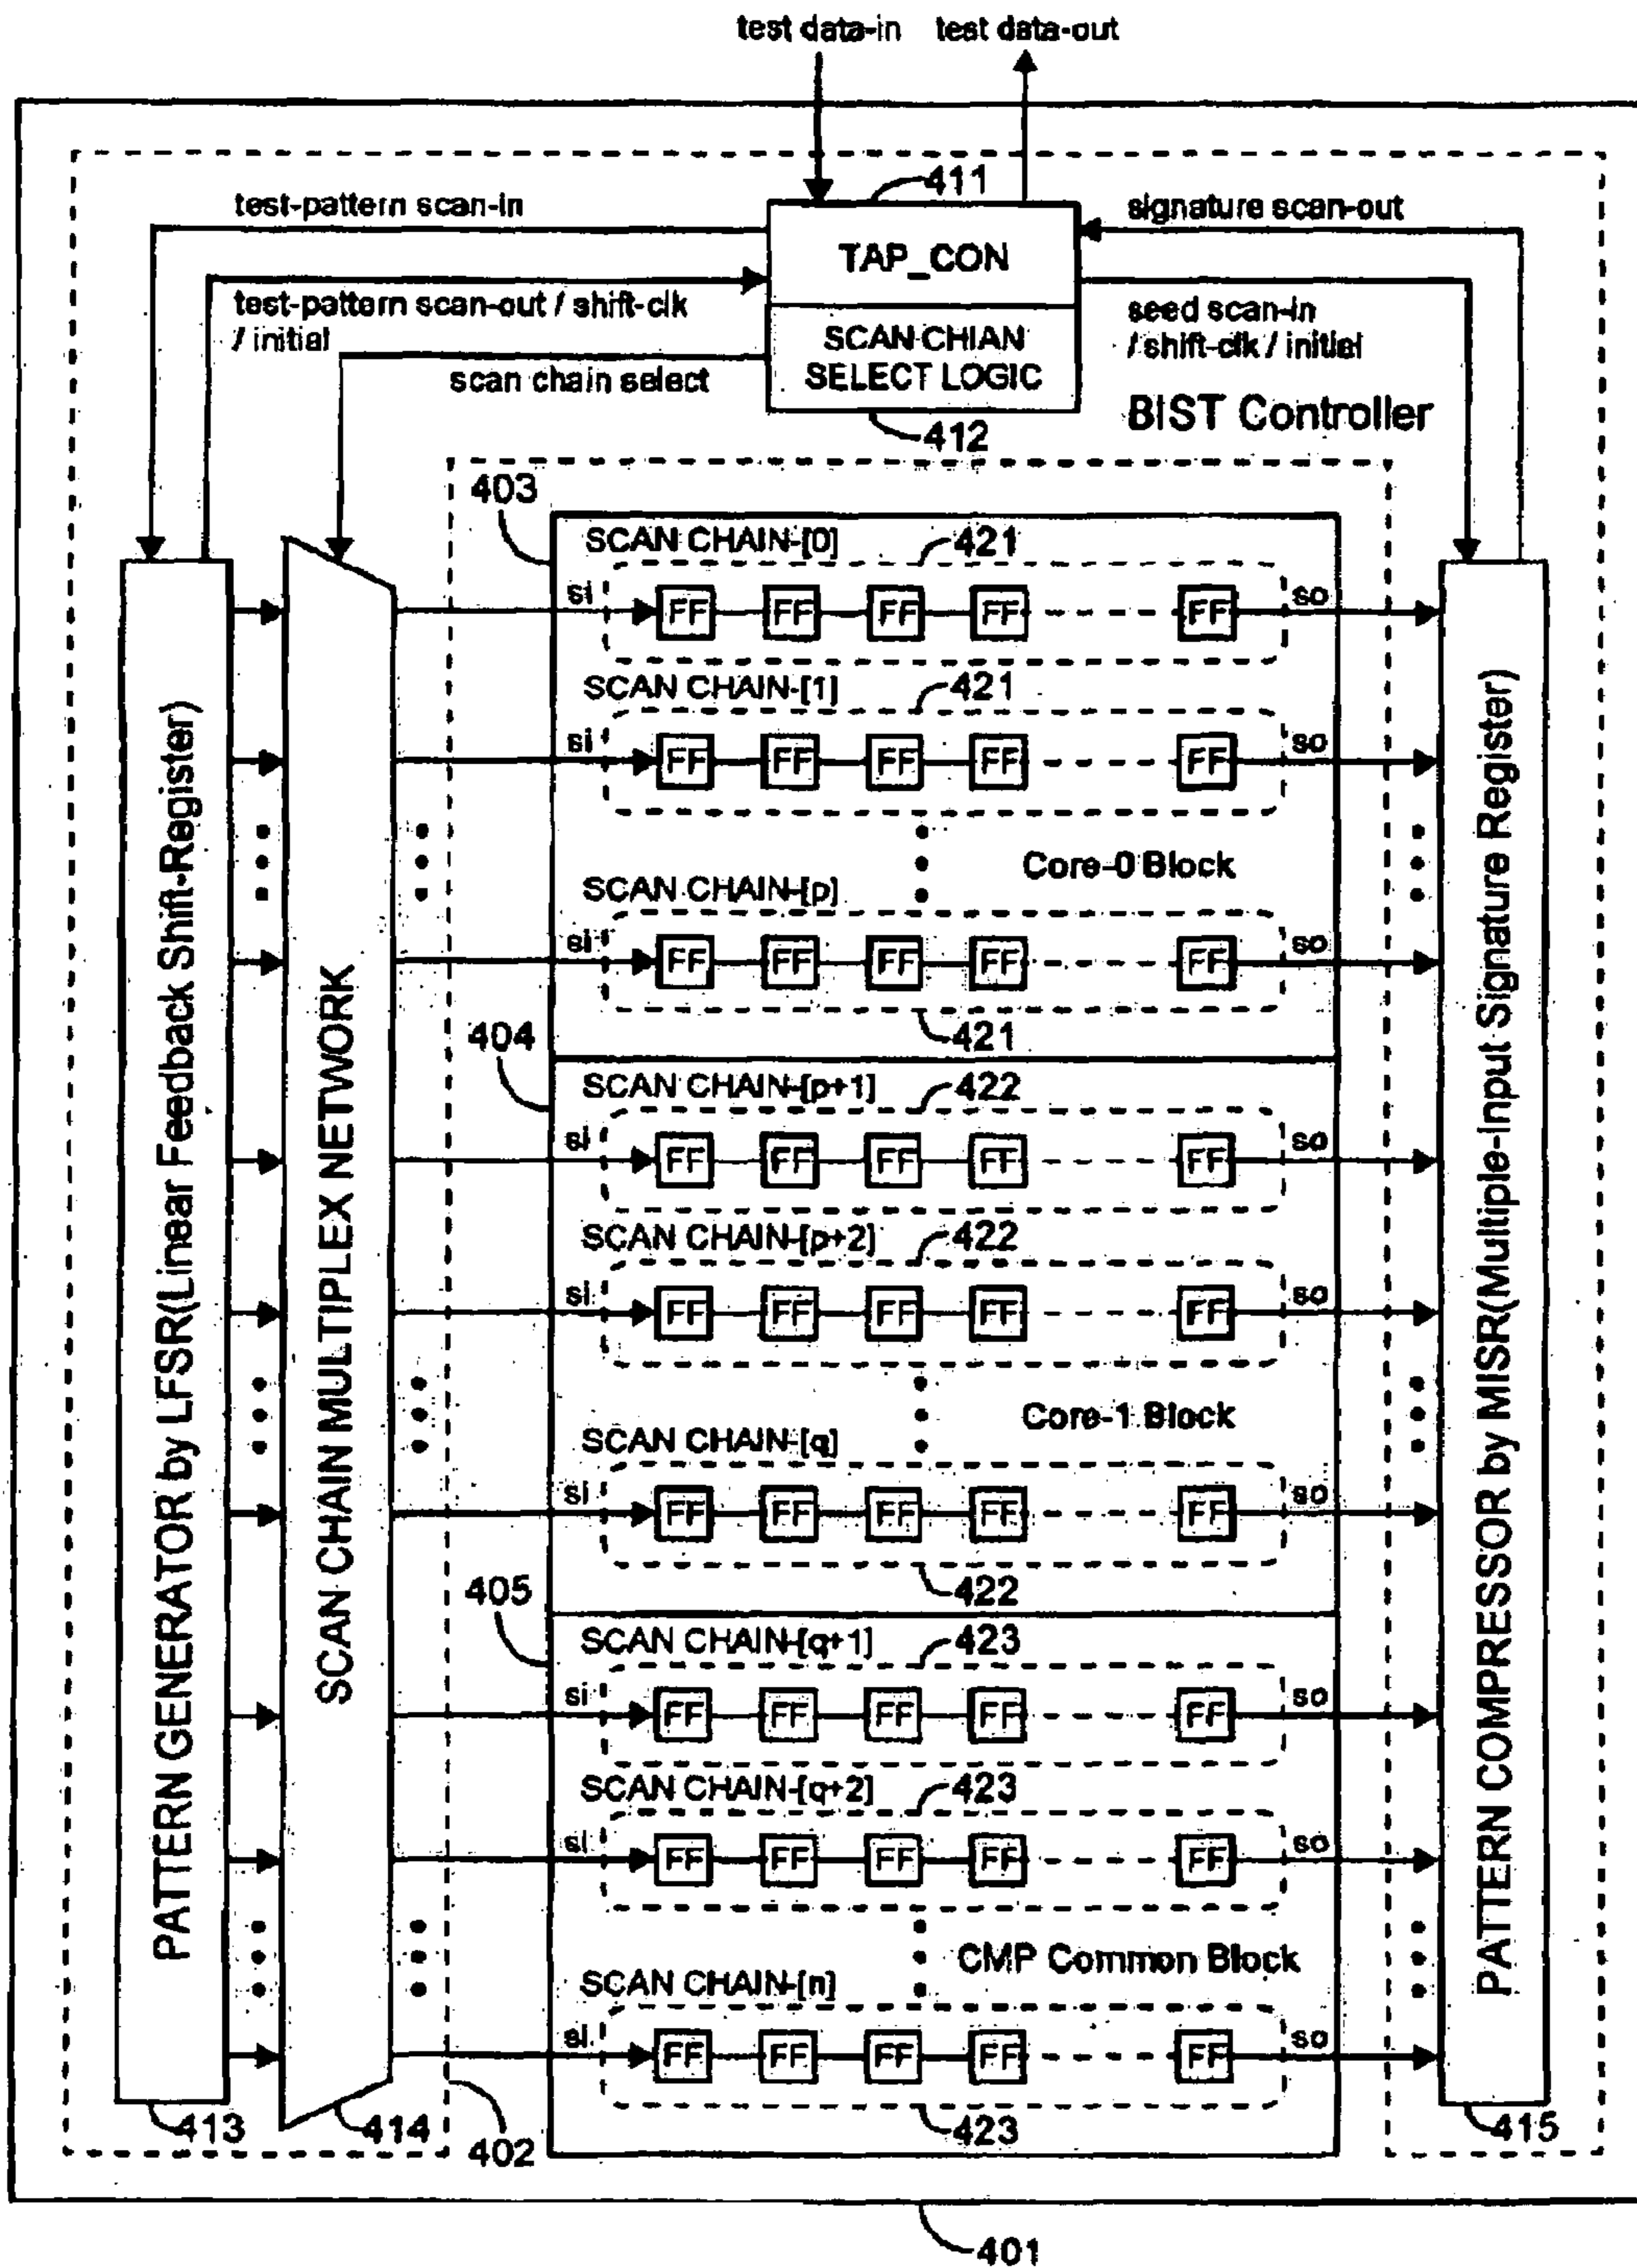 test data-in test data-out
411
test-pattern scan-in
signature scan-out
TAP_CON
test-pattern scan-out / shift-clk
/ initial
seed scan-in
/ shift-clk / initial
SCAN CHIAN
SELECT LOGIC
scan chain select
BIST Controller
412
403
SCAN CHAIN-[0] 421
si FF FF FF FF FF so
SCAN CHAIN-[1] 421
si FF FF FF FF FF so
Core-0 Block
SCAN CHAIN-[p]
si FF FF FF FF FF so
421
404
SCAN CHAIN-[p+1] 422
si FF FF FF FF FF so
SCAN CHAIN-[p+2] 422
si FF FF FF FF FF so
Core-1 Block
SCAN CHAIN-[q]
si FF FF FF FF FF so
422
405
SCAN CHAIN-[q+1] 423
si FF FF FF FF FF so
SCAN CHAIN-[q+2] 423
si FF FF FF FF FF so
CMP Common Block
SCAN CHAIN-[n]
si FF FF FF FF FF so
423
PATTERN GENERATOR by LFSR(Linear Feedback Shift-Register)
SCAN CHAIN MULTIPLEX NETWORK
PATTERN COMPRESSOR by MISR(Multiple-Input Signature Register)
413
414
402
415
401